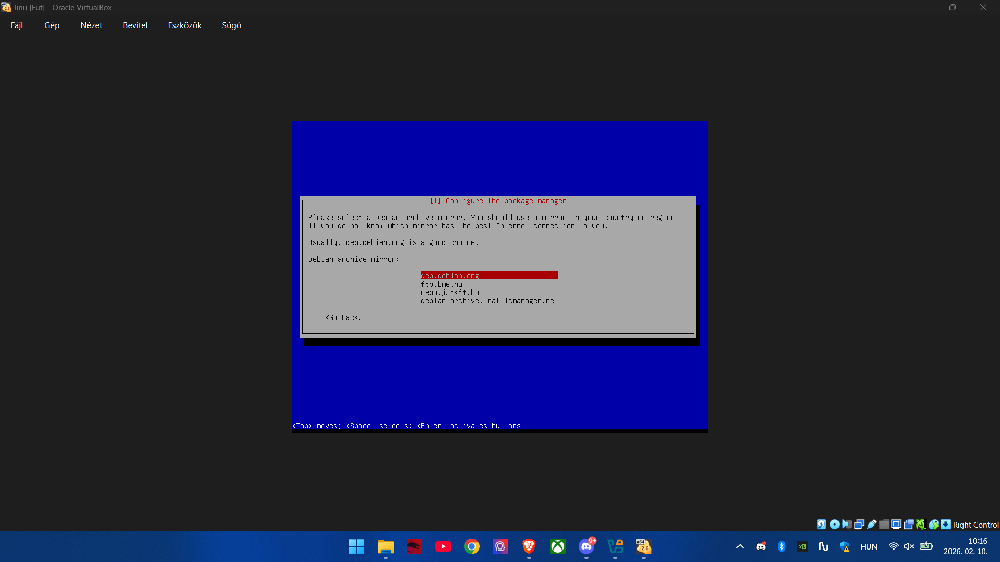 linu [Fut] - Oracle VirtualBox
Fájl Gép Nézet Bevitel Eszközök Súgó
[!] Configure the package manager
Please select a Debian archive mirror. You should use a mirror in your country or region
if you do not know which mirror has the best Internet connection to you.
Usually, deb.debian.org is a good choice.
Debian archive mirror:
deb.debian.org
ftp.bme.hu
repo.jztkft.hu
debian-archive.trafficmanager.net
<Go Back>
<Tab> moves; <Space> selects; <Enter> activates buttons
Right Control
x64
2.6
9+
HUN
10:16
2026. 02. 10.